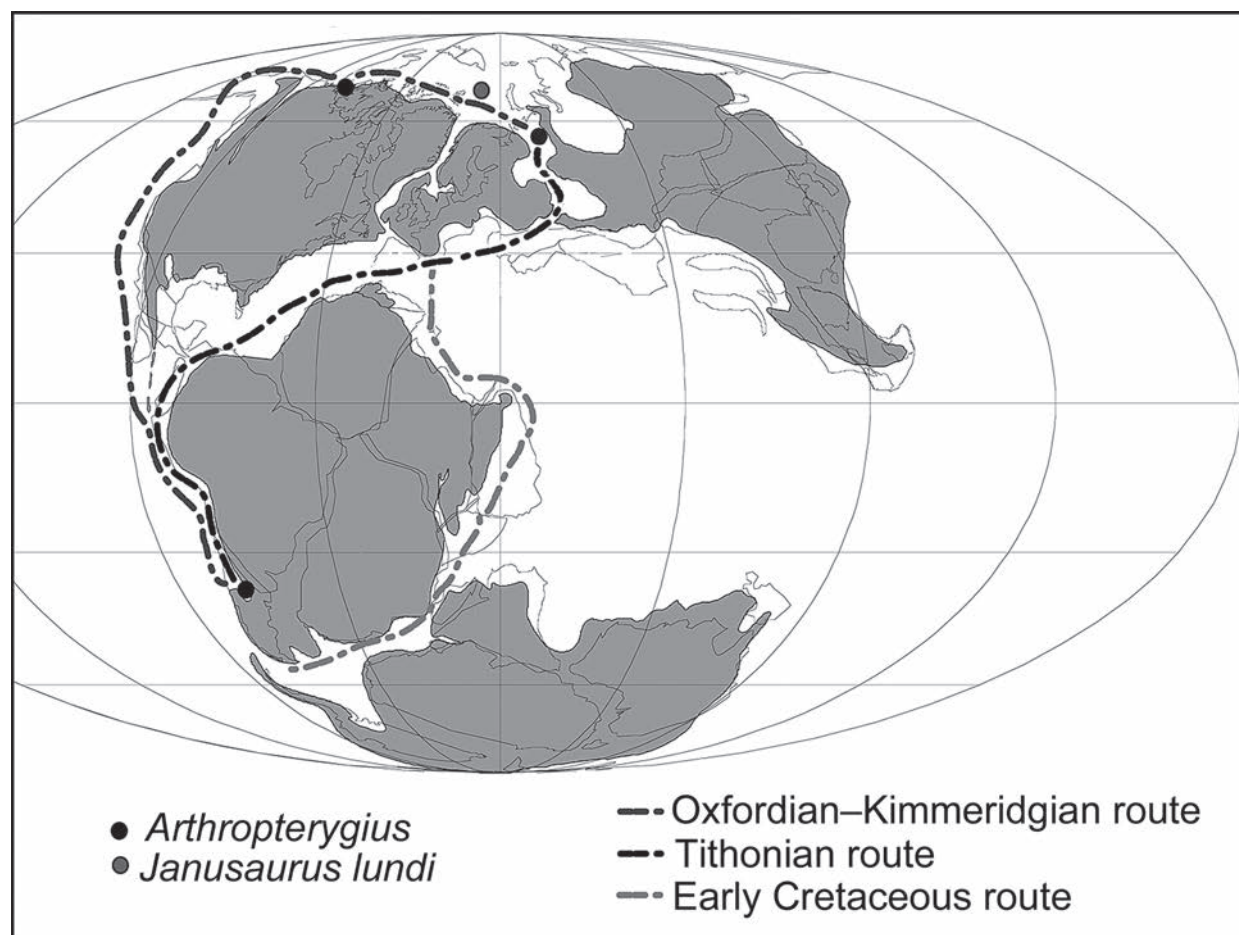 Arthropterygius
Janusaurus lundi
Oxfordian–Kimmeridgian route
Tithonian route
Early Cretaceous route